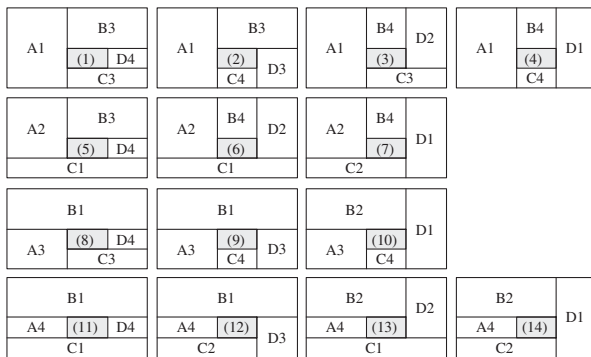 A1 B3 (1) D4 C3
A1 B3 (2) C4 D3
A1 B4 D2 (3) C3
A1 B4 (4) C4 D1
A2 B3 (5) D4 C1
A2 B4 D2 (6) C1
A2 B4 (7) D1 C2
B1 A3 (8) D4 C3
B1 A3 (9) C4 D3
B2 A3 (10) C4 D1
B1 A4 (11) D4 C1
B1 A4 (12) D3 C2
B2 D2 A4 (13) C1
B2 A4 (14) D1 C2